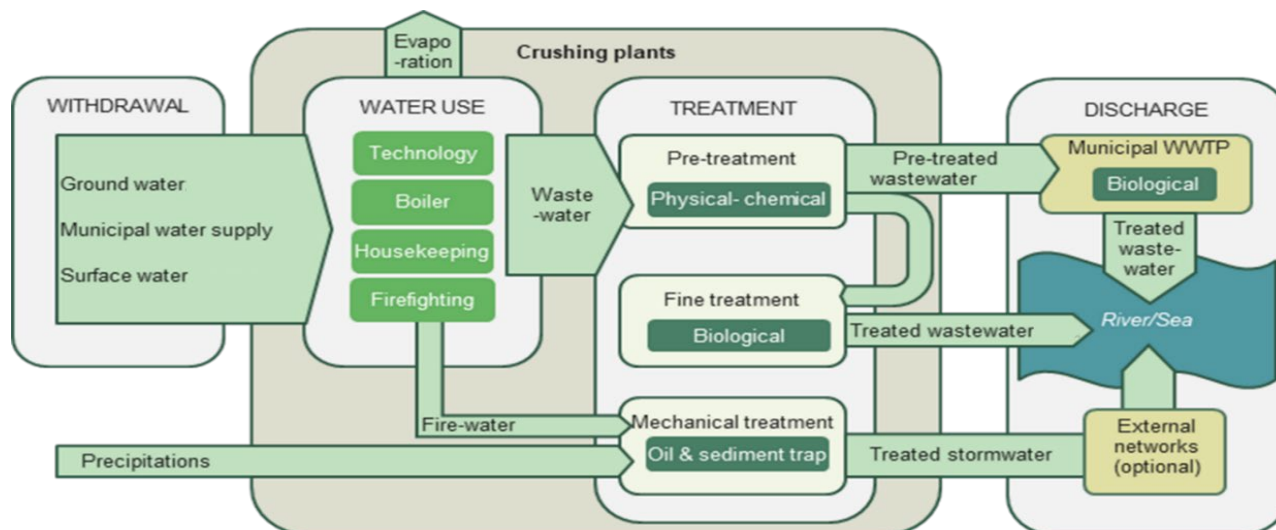 Evapo
-ration
Crushing plants
WITHDRAWAL
WATER USE
TREATMENT
DISCHARGE
Ground water
Municipal water supply
Surface water
Technology
Boiler
Housekeeping
Firefighting
Waste
-water
Pre-treatment
Physical- chemical
Pre-treated
wastewater
Municipal WWTP
Biological
Treated
waste-
water
Fine treatment
Biological
Treated wastewater
River/Sea
Fire-water
Mechanical treatment
Oil & sediment trap
Precipitations
Treated stormwater
External
networks
(optional)